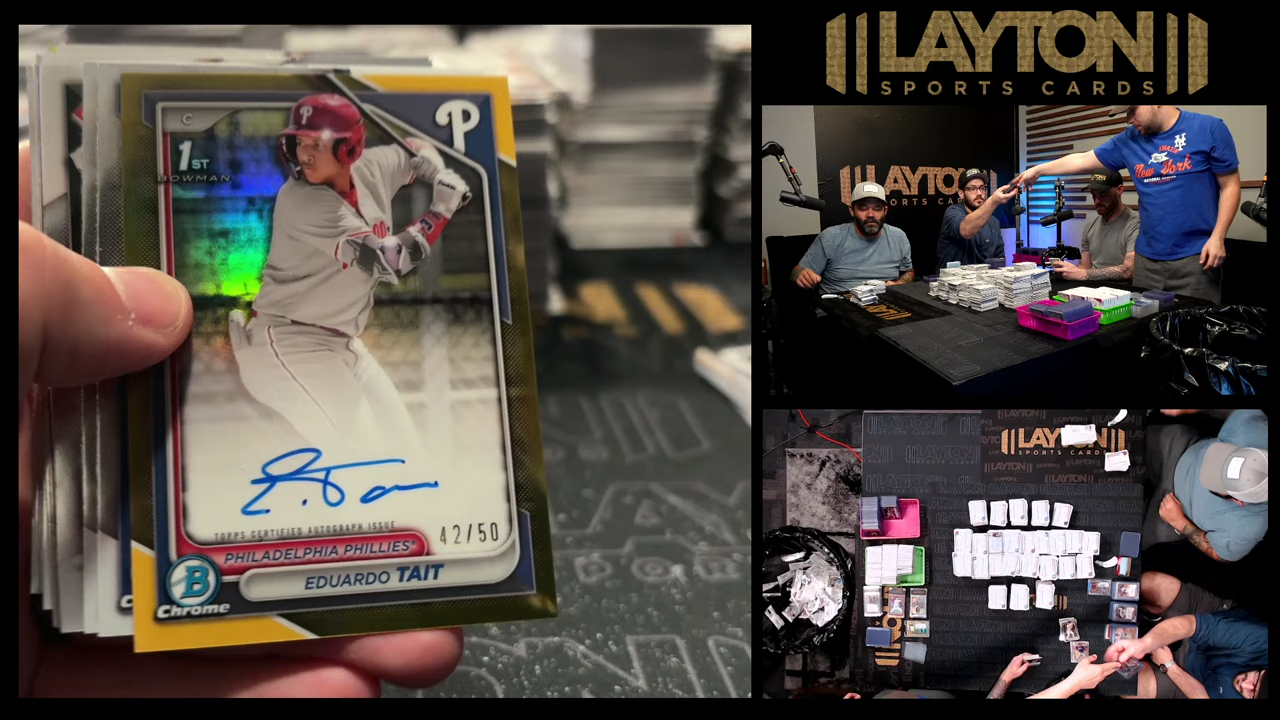 C
1ST
BOWMAN
P
TOPPS CERTIFIED AUTOGRAPH ISSUE
42/50
PHILADELPHIA PHILLIES
EDUARDO TAIT
B
Chrome
LAYTON
SPORTS CARDS
LAYTON
SPORTS CARDS
New York
LAYTON
SPORTS CARDS